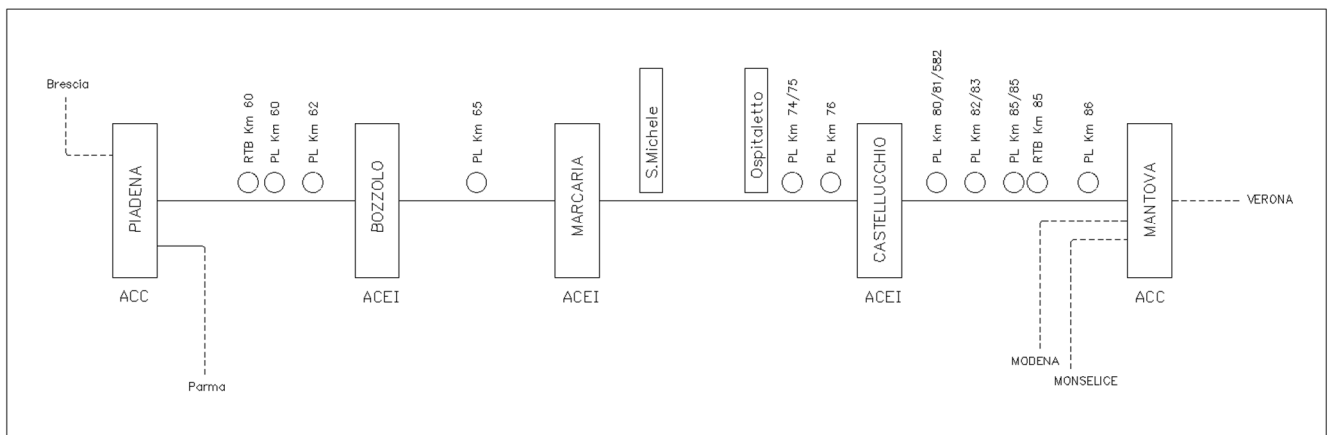 Brescia
PIADENA
ACC
Parma
RTB Km 60
PL Km 60
PL Km 62
BOZZOLO
ACEI
PL Km 65
MARCARIA
ACEI
S.Michele
Ospitaletto
PL Km 74/75
PL Km 76
CASTELLUCCHIO
ACEI
PL Km 80/81/582
PL Km 82/83
PL Km 85/85
RTB Km 85
PL Km 86
MANTOVA
ACC
VERONA
MODENA
MONSELICE